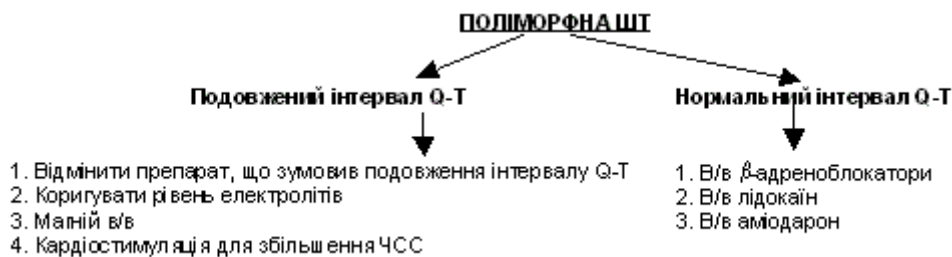 ПОЛІМОРФНА ШТ
Подовжений інтервал Q-T
Нормальний інтервал Q-T
1. Відмінити препарат, що зумовив подовження інтервалу Q-T
2. Коригувати рівень електролітів
3. Магній в/в
4. Кардіостимуляція для збільшення ЧСС
1. В/в β-адреноблокатори
2. В/в лідокаїн
3. В/в аміодарон